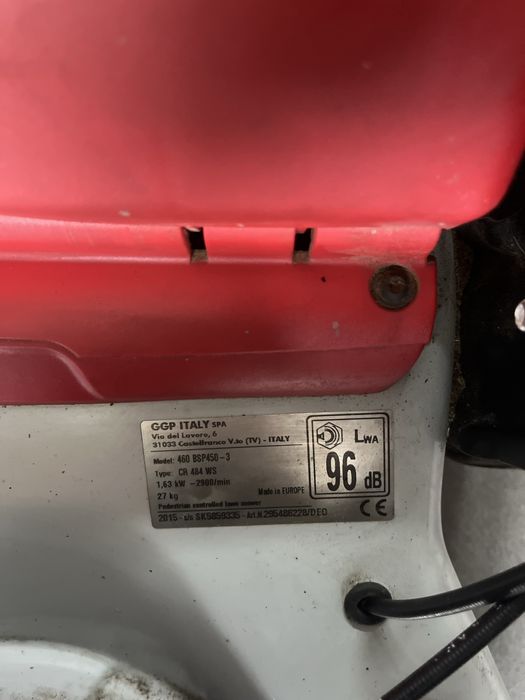 GGP ITALY SPA
Via del Lavoro, 6
31033 Castelfranco V.to (TV) - ITALY
Model: 460 BSP450-3
Type: CR 484 WS
1,63 kW - 2900/min
27 kg
Made in EUROPE
Pedestrian controlled lawn mower
2015 - s/n SK5859335 - Art.N.295486228/DEO
LWA
96 dB
CE